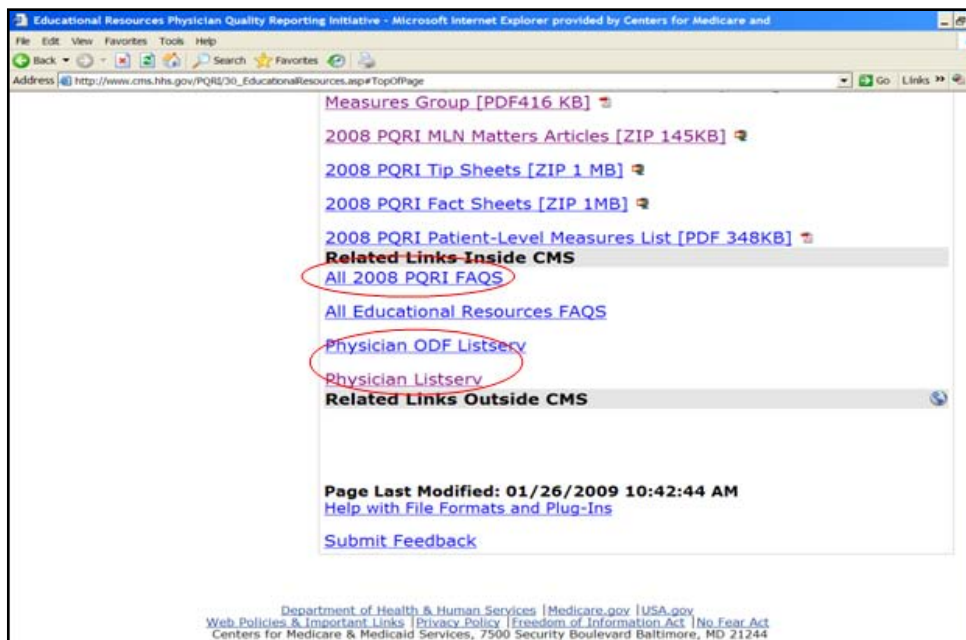 Educational Resources Physician Quality Reporting Initiative - Microsoft Internet Explorer provided by Centers for Medicare and
File Edit View Favorites Tools Help
Back Search Favorites
Address http://www.cms.hhs.gov/PQRI/30_EducationalResources.asp#TopOfPage Go Links »
Measures Group [PDF416 KB]
2008 PQRI MLN Matters Articles [ZIP 145KB]
2008 PQRI Tip Sheets [ZIP 1 MB]
2008 PQRI Fact Sheets [ZIP 1MB]
2008 PQRI Patient-Level Measures List [PDF 348KB]
Related Links Inside CMS
All 2008 PQRI FAQS
All Educational Resources FAQS
Physician ODF Listserv
Physician Listserv
Related Links Outside CMS
Page Last Modified: 01/26/2009 10:42:44 AM
Help with File Formats and Plug-Ins
Submit Feedback
Department of Health & Human Services | Medicare.gov | USA.gov
Web Policies & Important Links | Privacy Policy | Freedom of Information Act | No Fear Act
Centers for Medicare & Medicaid Services, 7500 Security Boulevard Baltimore, MD 21244